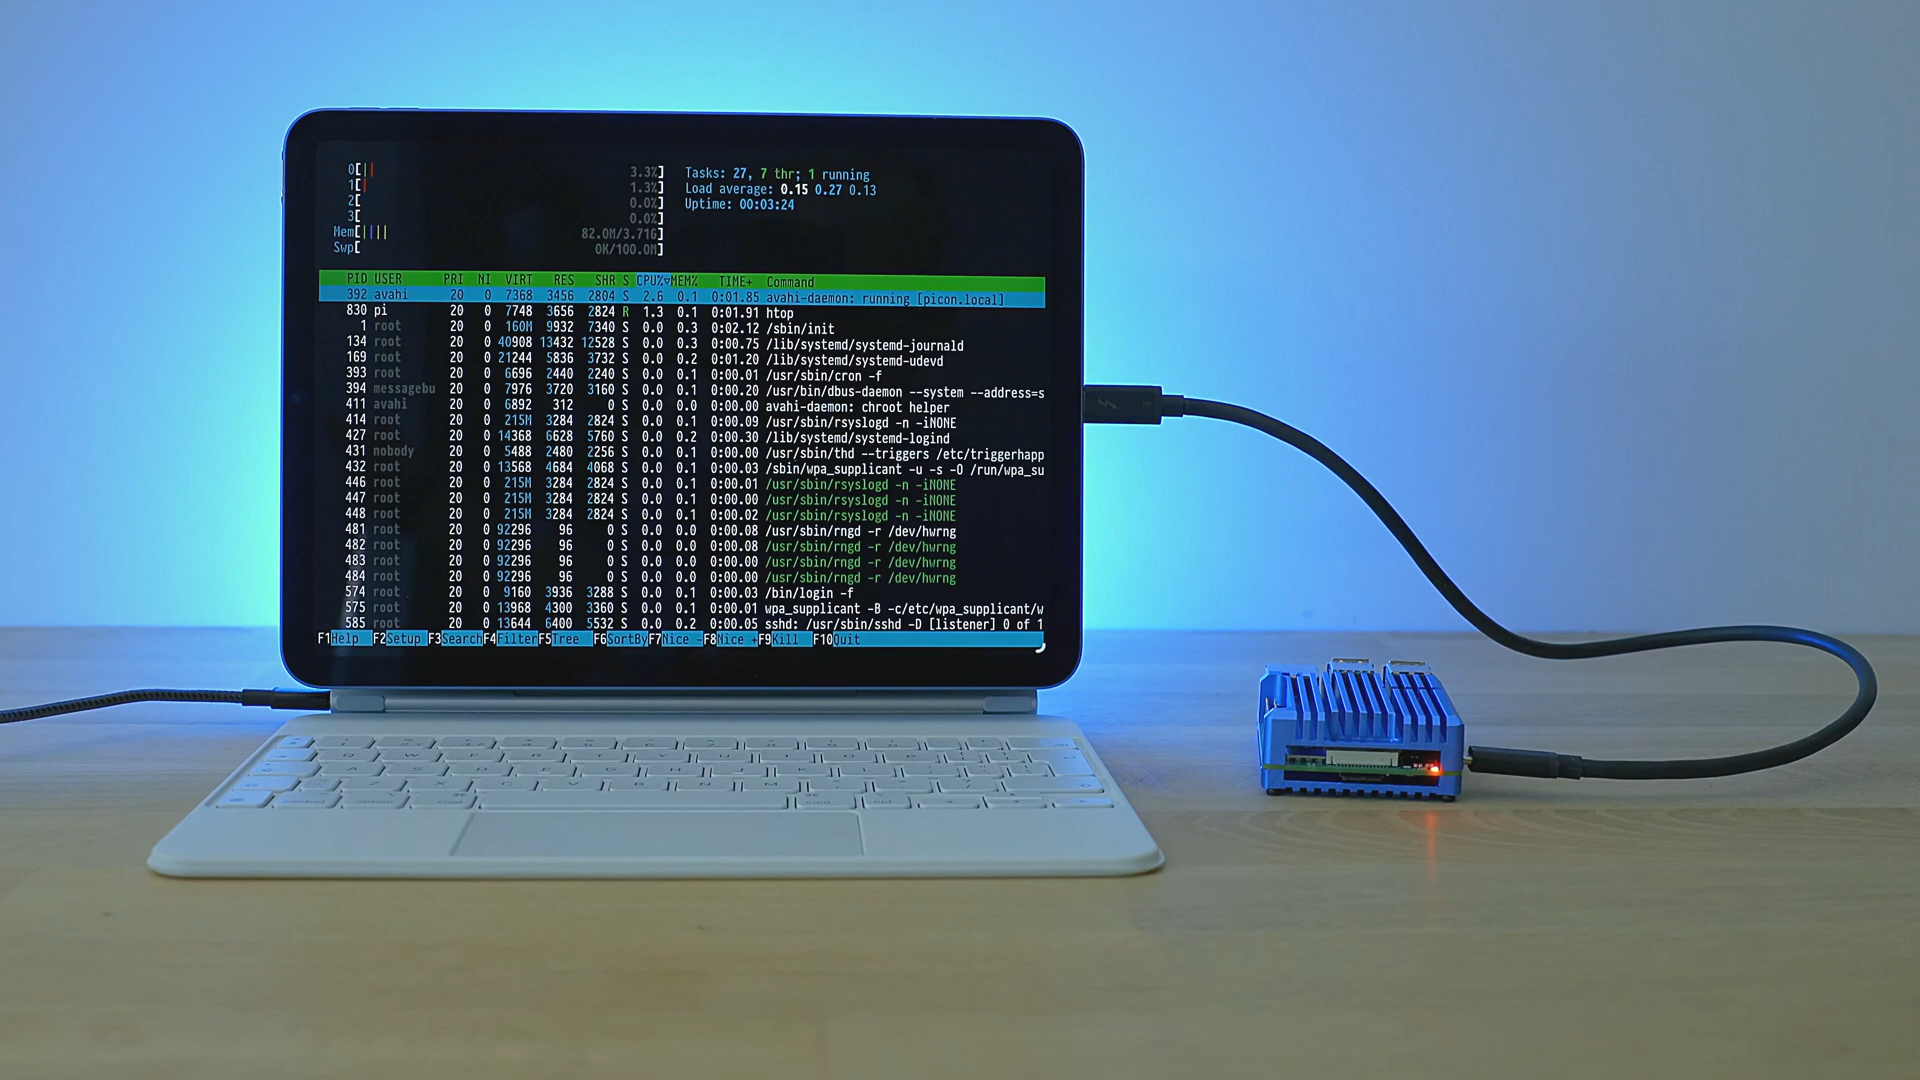 0[|| 3.3%]
1[| 1.3%]
2[ 0.0%]
3[ 0.0%]
Mem[|||| 82.0M/3.71G]
Swp[ 0K/100.0M]
Tasks: 27, 7 thr; 1 running
Load average: 0.15 0.27 0.13
Uptime: 00:03:24
PID USER PRI NI VIRT RES SHR S CPU%▽MEM% TIME+ Command
392 avahi 20 0 7368 3456 2804 S 2.6 0.1 0:01.85 avahi-daemon: running [picon.local]
830 pi 20 0 7748 3656 2824 R 1.3 0.1 0:01.91 htop
1 root 20 0 160M 9932 7340 S 0.0 0.3 0:02.12 /sbin/init
134 root 20 0 40908 13432 12528 S 0.0 0.3 0:00.75 /lib/systemd/systemd-journald
169 root 20 0 21244 5836 3732 S 0.0 0.2 0:01.20 /lib/systemd/systemd-udevd
393 root 20 0 6696 2440 2240 S 0.0 0.1 0:00.01 /usr/sbin/cron -f
394 messagebu 20 0 7976 3720 3160 S 0.0 0.1 0:00.20 /usr/bin/dbus-daemon --system --address=s
411 avahi 20 0 6892 312 0 S 0.0 0.0 0:00.00 avahi-daemon: chroot helper
414 root 20 0 215M 3284 2824 S 0.0 0.1 0:00.09 /usr/sbin/rsyslogd -n -iNONE
427 root 20 0 14368 6628 5760 S 0.0 0.2 0:00.30 /lib/systemd/systemd-logind
431 nobody 20 0 5488 2480 2256 S 0.0 0.1 0:00.00 /usr/sbin/thd --triggers /etc/triggerhapp
432 root 20 0 13568 4684 4068 S 0.0 0.1 0:00.03 /sbin/wpa_supplicant -u -s -O /run/wpa_su
446 root 20 0 215M 3284 2824 S 0.0 0.1 0:00.01 /usr/sbin/rsyslogd -n -iNONE
447 root 20 0 215M 3284 2824 S 0.0 0.1 0:00.00 /usr/sbin/rsyslogd -n -iNONE
448 root 20 0 215M 3284 2824 S 0.0 0.1 0:00.02 /usr/sbin/rsyslogd -n -iNONE
481 root 20 0 92296 96 0 S 0.0 0.0 0:00.08 /usr/sbin/rngd -r /dev/hwrng
482 root 20 0 92296 96 0 S 0.0 0.0 0:00.08 /usr/sbin/rngd -r /dev/hwrng
483 root 20 0 92296 96 0 S 0.0 0.0 0:00.00 /usr/sbin/rngd -r /dev/hwrng
484 root 20 0 92296 96 0 S 0.0 0.0 0:00.00 /usr/sbin/rngd -r /dev/hwrng
574 root 20 0 9160 3936 3288 S 0.0 0.1 0:00.03 /bin/login -f
575 root 20 0 13968 4300 3360 S 0.0 0.1 0:00.01 wpa_supplicant -B -c/etc/wpa_supplicant/w
585 root 20 0 13644 6400 5532 S 0.0 0.2 0:00.05 sshd: /usr/sbin/sshd -D [listener] 0 of 1
F1Help F2Setup F3SearchF4FilterF5Tree F6SortByF7Nice -F8Nice +F9Kill F10Quit